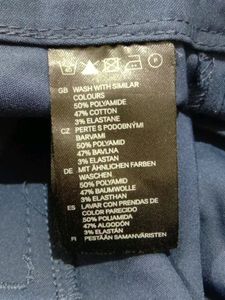 GB WASH WITH SIMILAR
COLOURS
50% POLYAMIDE
47% COTTON
3% ELASTANE
CZ PERTE S PODOBNÝMI
BARVAMI
50% POLYAMID
47% BAVLNA
3% ELASTAN
DE MIT ÄHNLICHEN FARBEN
WASCHEN
50% POLYAMID
47% BAUMWOLLE
3% ELASTHAN
ES LAVAR CON PRENDAS DE
COLOR PARECIDO
50% POLIAMIDA
47% ALGODÓN
3% ELASTANO
FI PESTÄÄN SAMANVÄRISTEN